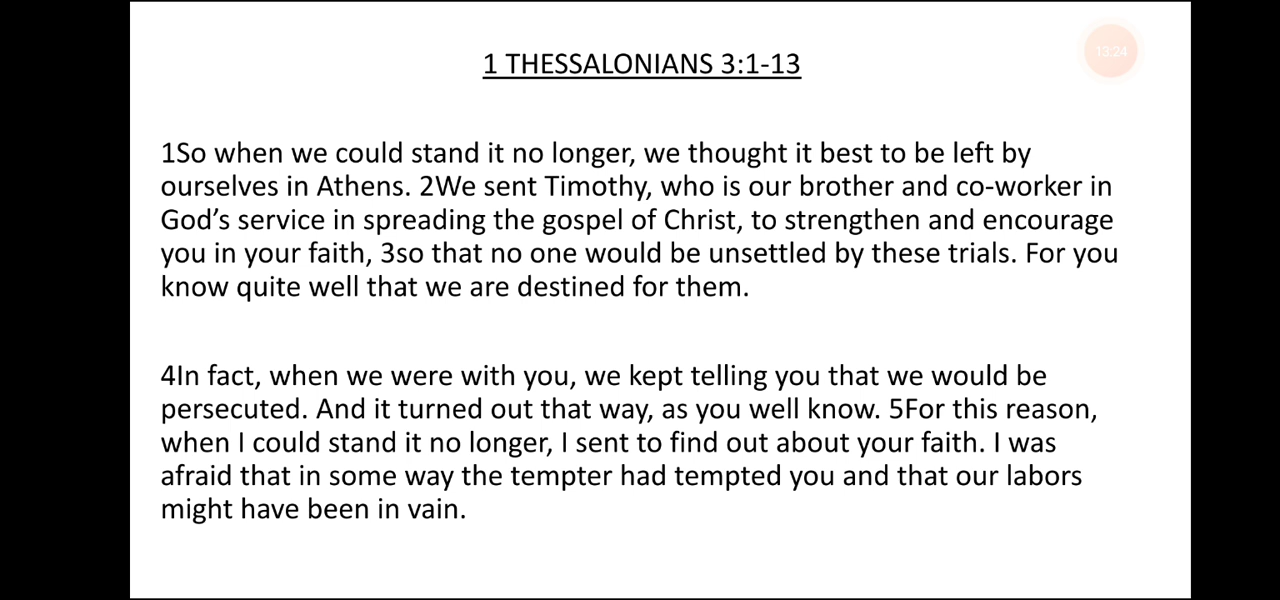 1 THESSALONIANS 3:1-13
13:24
1So when we could stand it no longer, we thought it best to be left by
ourselves in Athens. 2We sent Timothy, who is our brother and co-worker in
God’s service in spreading the gospel of Christ, to strengthen and encourage
you in your faith, 3so that no one would be unsettled by these trials. For you
know quite well that we are destined for them.
4In fact, when we were with you, we kept telling you that we would be
persecuted. And it turned out that way, as you well know. 5For this reason,
when I could stand it no longer, I sent to find out about your faith. I was
afraid that in some way the tempter had tempted you and that our labors
might have been in vain.